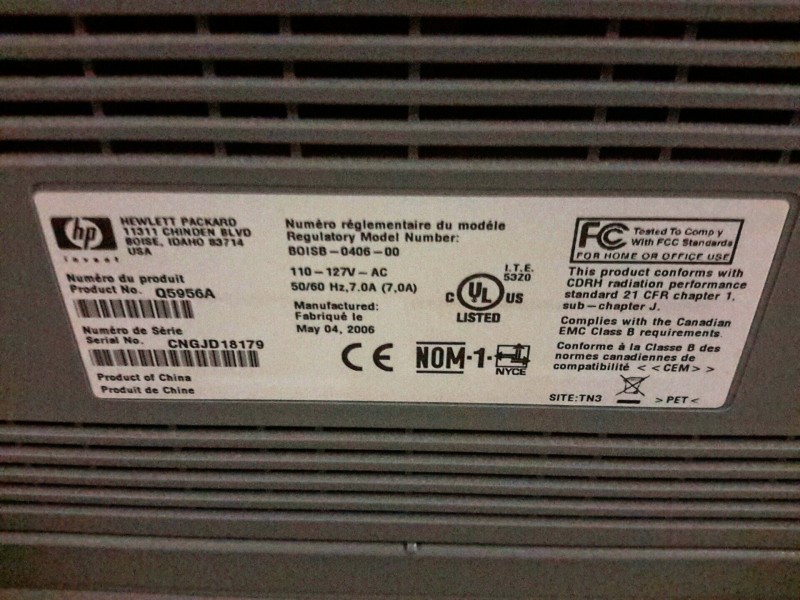 hp
invent
HEWLETT PACKARD
11311 CHINDEN BLVD
BOISE, IDAHO 83714
USA
Numéro du produit
Product No. Q5956A
Numéro de Série
Serial No. CNGJD18179
Product of China
Produit de Chine
Numéro réglementaire du modéle
Regulatory Model Number:
BOISB-0406-00
110-127V-AC
50/60 Hz,7.0A (7,0A)
Manufactured:
Fabriqué le
May 04, 2006
I.T.E.
5320
C UL US
LISTED
CE
NOM-1-
NYCE
FC Tested To Comply
With FCC Standards
FOR HOME OR OFFICE USE
This product conforms with
CDRH radiation performance
standard 21 CFR chapter 1,
sub-chapter J.
Complies with the Canadian
EMC Class B requirements.
Conforme à la Classe B des
normes canadiennes de
compatibilité <<CEM>>
SITE:TN3 >PET<